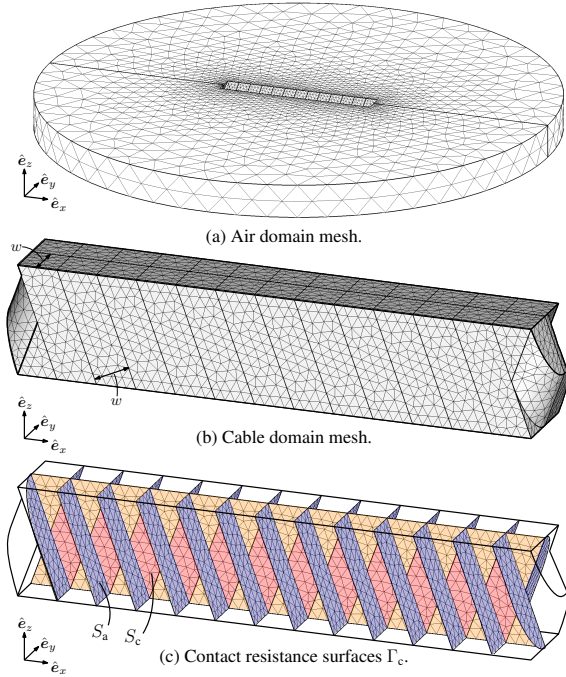 ê_z
ê_y
ê_x
(a) Air domain mesh.
w
w
ê_z
ê_y
ê_x
(b) Cable domain mesh.
S_a
S_c
ê_z
ê_y
ê_x
(c) Contact resistance surfaces Γ_c.